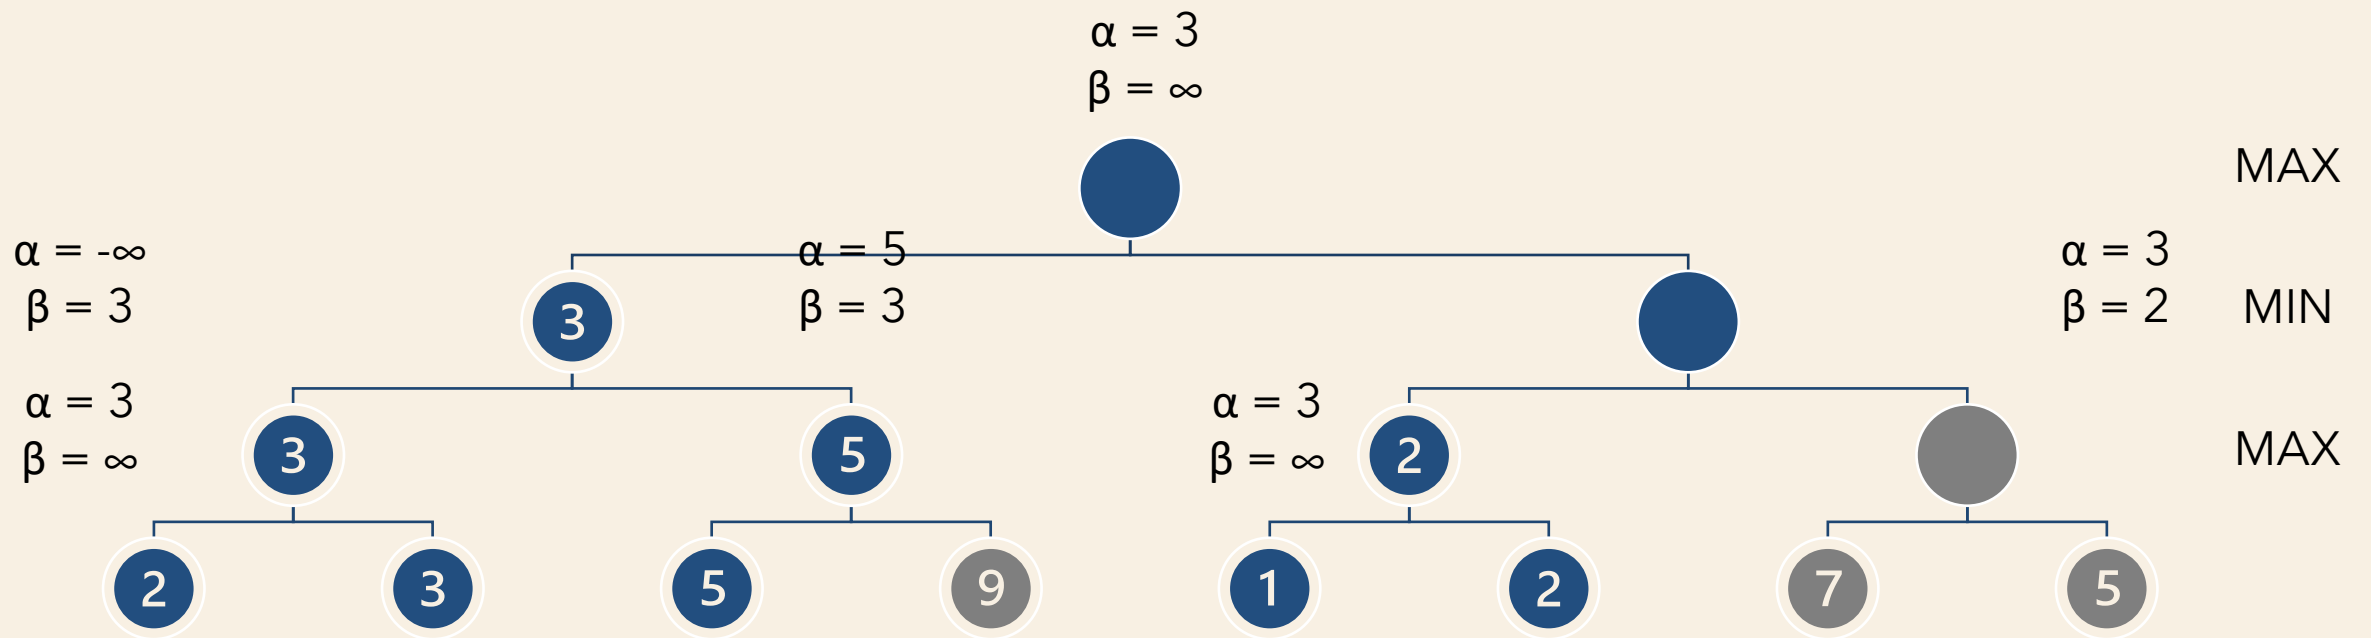 α = 3
β = ∞
MAX
α = -∞
β = 3
α = 5
β = 3
α = 3
β = 2
3
MIN
α = 3
β = ∞
3
5
α = 3
β = ∞
2
MAX
2
3
5
9
1
2
7
5